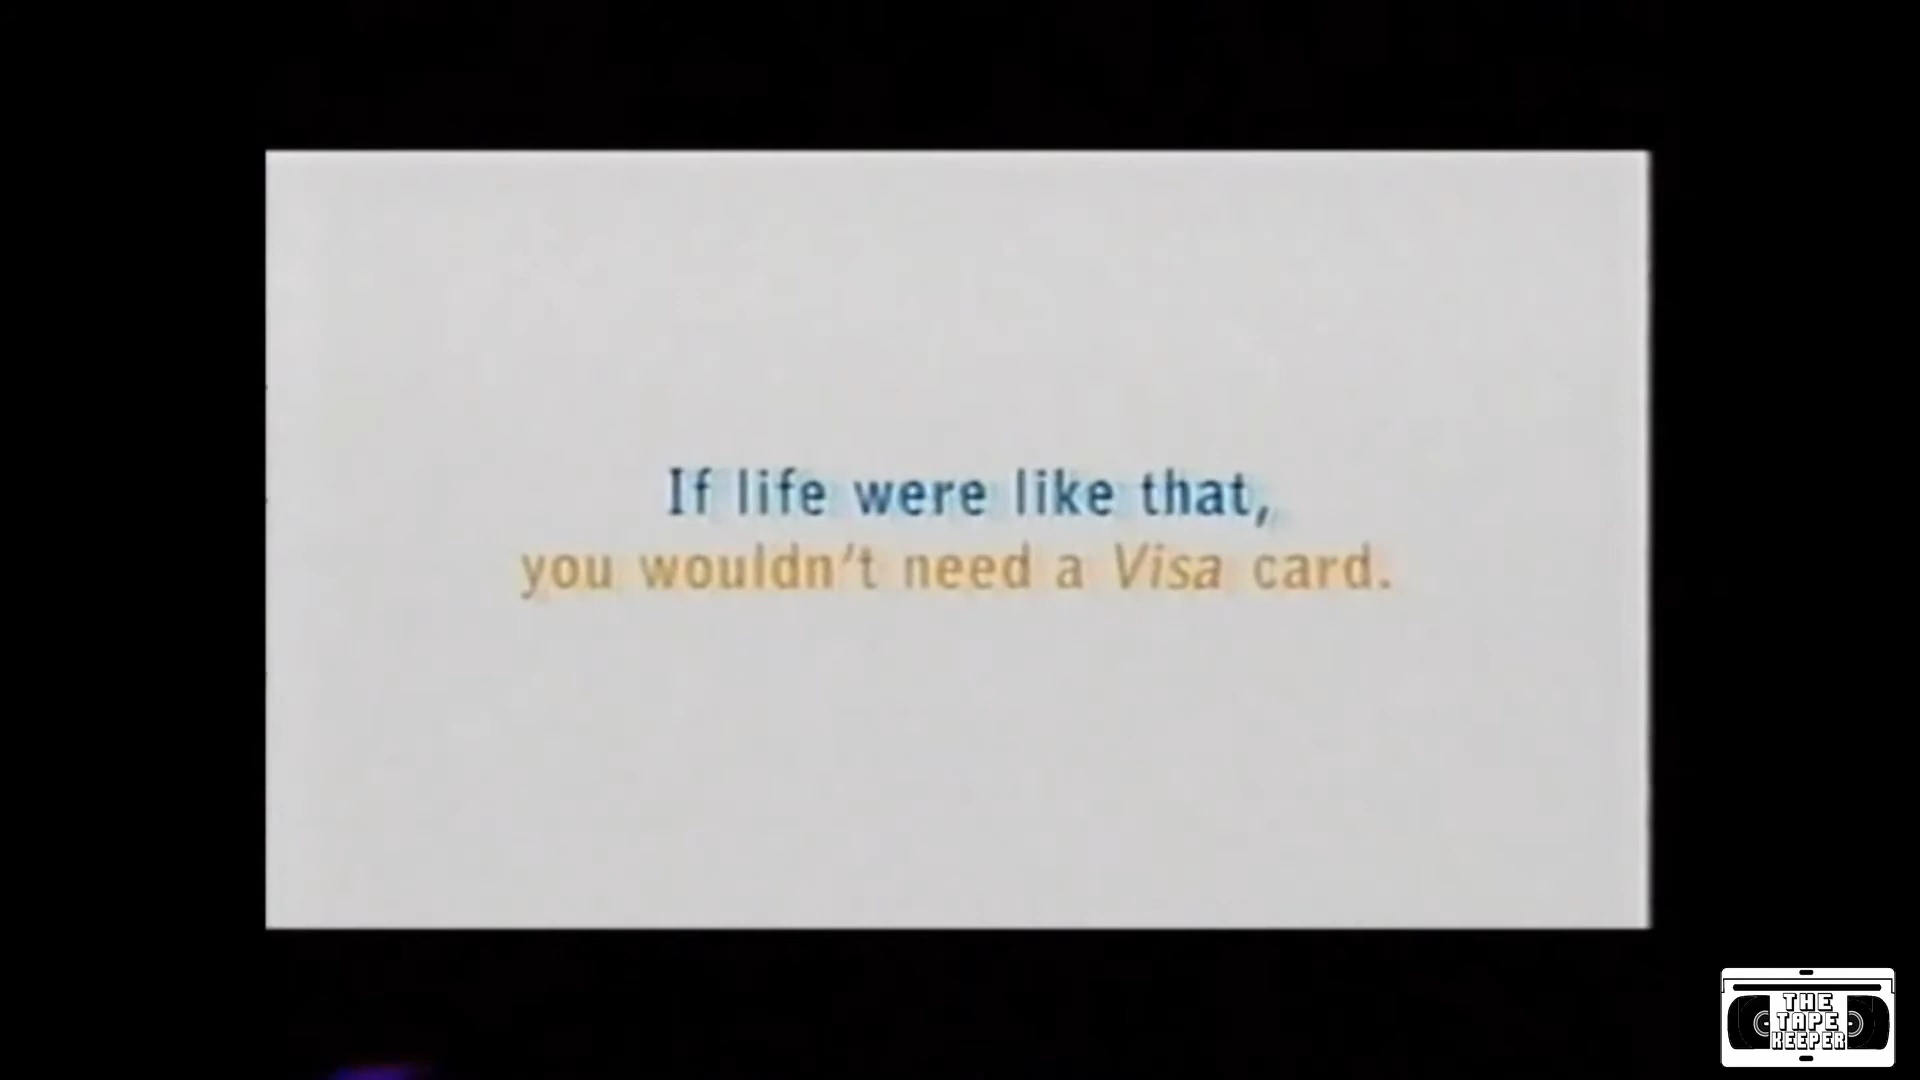 If life were like that,
you wouldn't need a Visa card.
THE
TAPE
KEEPER